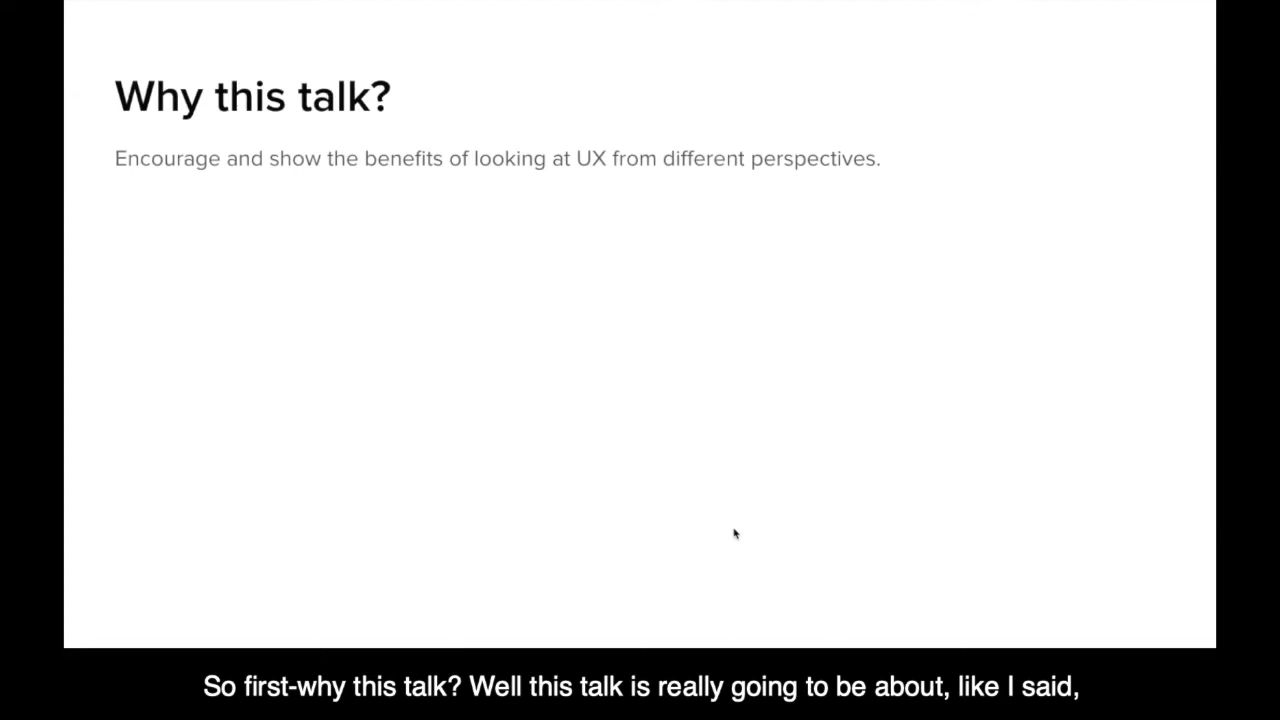 Why this talk?
Encourage and show the benefits of looking at UX from different perspectives.
So first-why this talk? Well this talk is really going to be about, like I said,